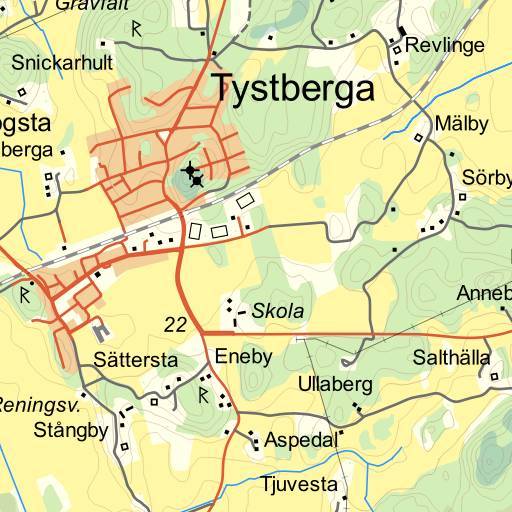 Gravfält
R
Snickarhult
Revlinge
Tystberga
ogsta
berga
Mälby
Sörby
R
Anneb
Skola
22
Sättersta
Eneby
Salthälla
Ullaberg
R
Reningsv.
Stångby
Aspedal
Tjuvesta